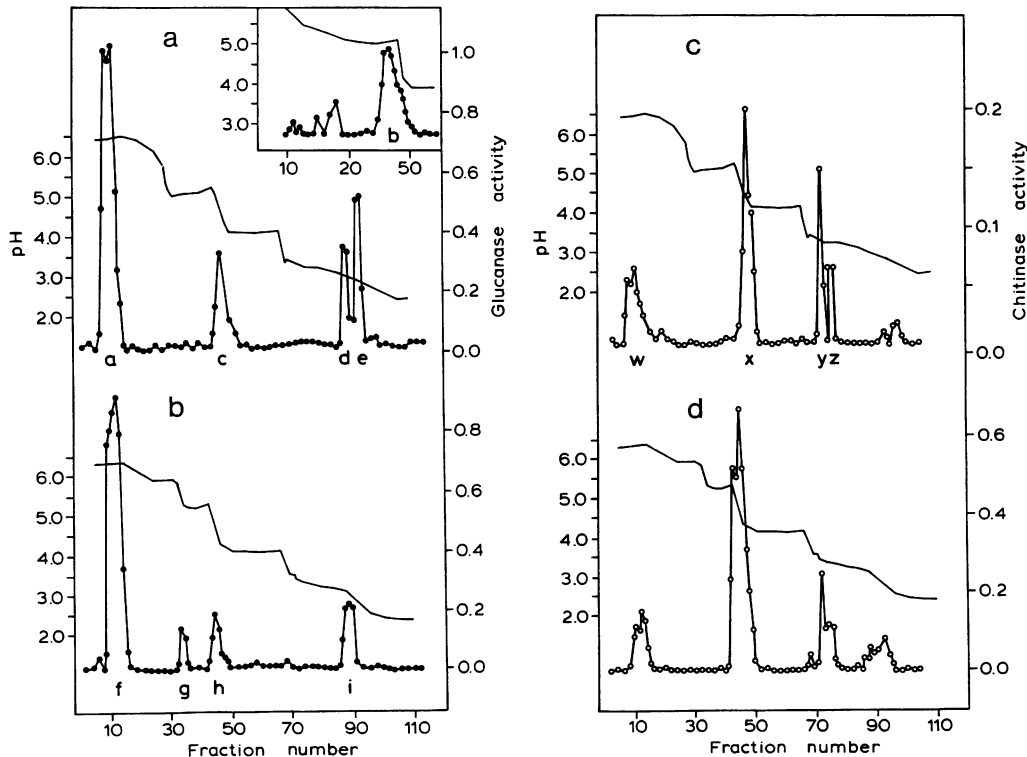 a
5.0
4.0
3.0
10 20 50
b
pH
6.0
5.0
4.0
3.0
2.0
1.0
0.8
0.6
0.4
0.2
0.0
Glucanase activity
a c d e
b
6.0
5.0
4.0
3.0
2.0
0.8
0.6
0.4
0.2
0.0
f g h i
10 30 50 70 90 110
Fraction number
c
pH
6.0
5.0
4.0
3.0
2.0
0.2
0.1
0.0
Chitinase activity
w x y z
d
6.0
5.0
4.0
3.0
2.0
0.6
0.4
0.2
0.0
10 30 50 70 90 110
Fraction number